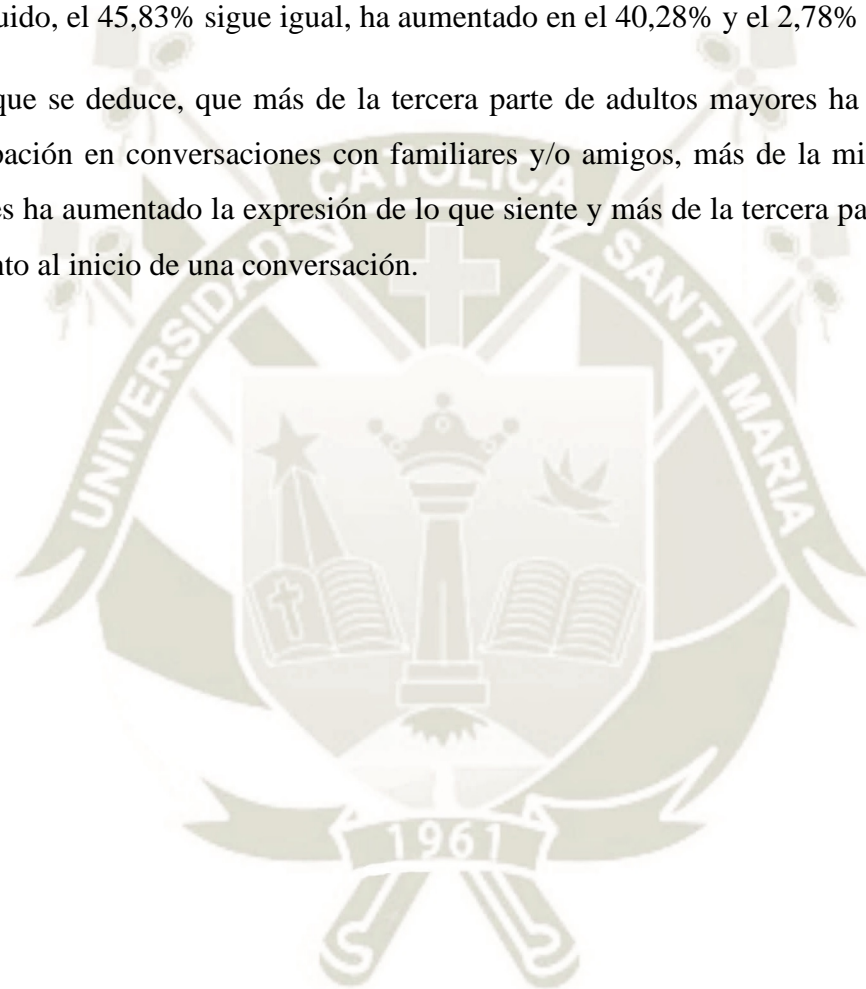 uido, el 45,83% sigue igual, ha aumentado en el 40,28% y el 2,78%
que se deduce, que más de la tercera parte de adultos mayores ha
pación en conversaciones con familiares y/o amigos, más de la mi
es ha aumentado la expresión de lo que siente y más de la tercera pa
nto al inicio de una conversación.
UNIVERSIDAD CATOLICA SANTA MARIA
1961